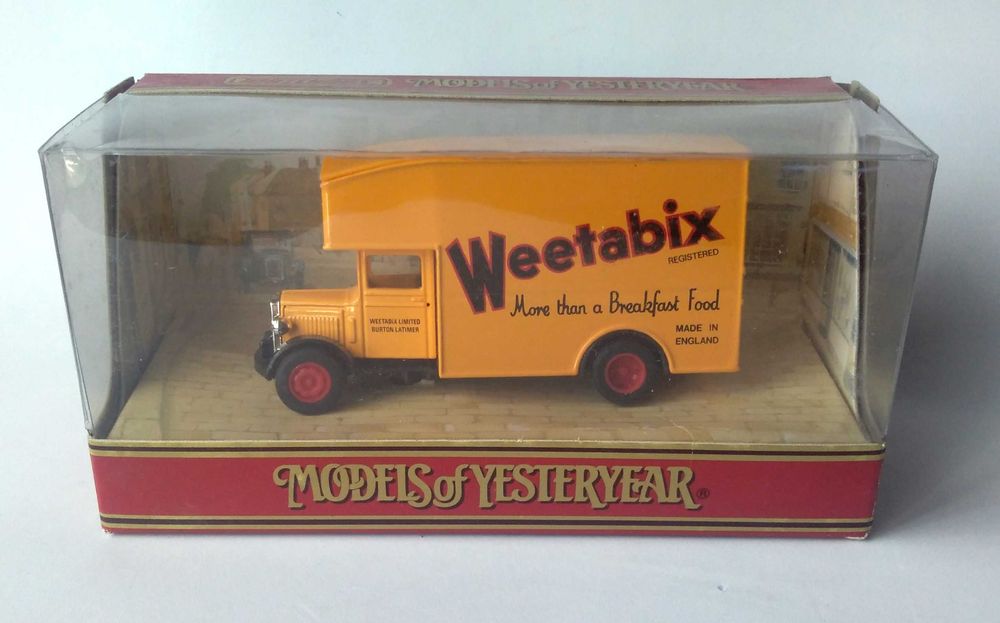 MODELS of YESTERYEAR
Weetabix
REGISTERED
More than a Breakfast Food
WEETABIX LIMITED
BURTON LATIMER
MADE IN
ENGLAND
MODELS of YESTERYEAR®